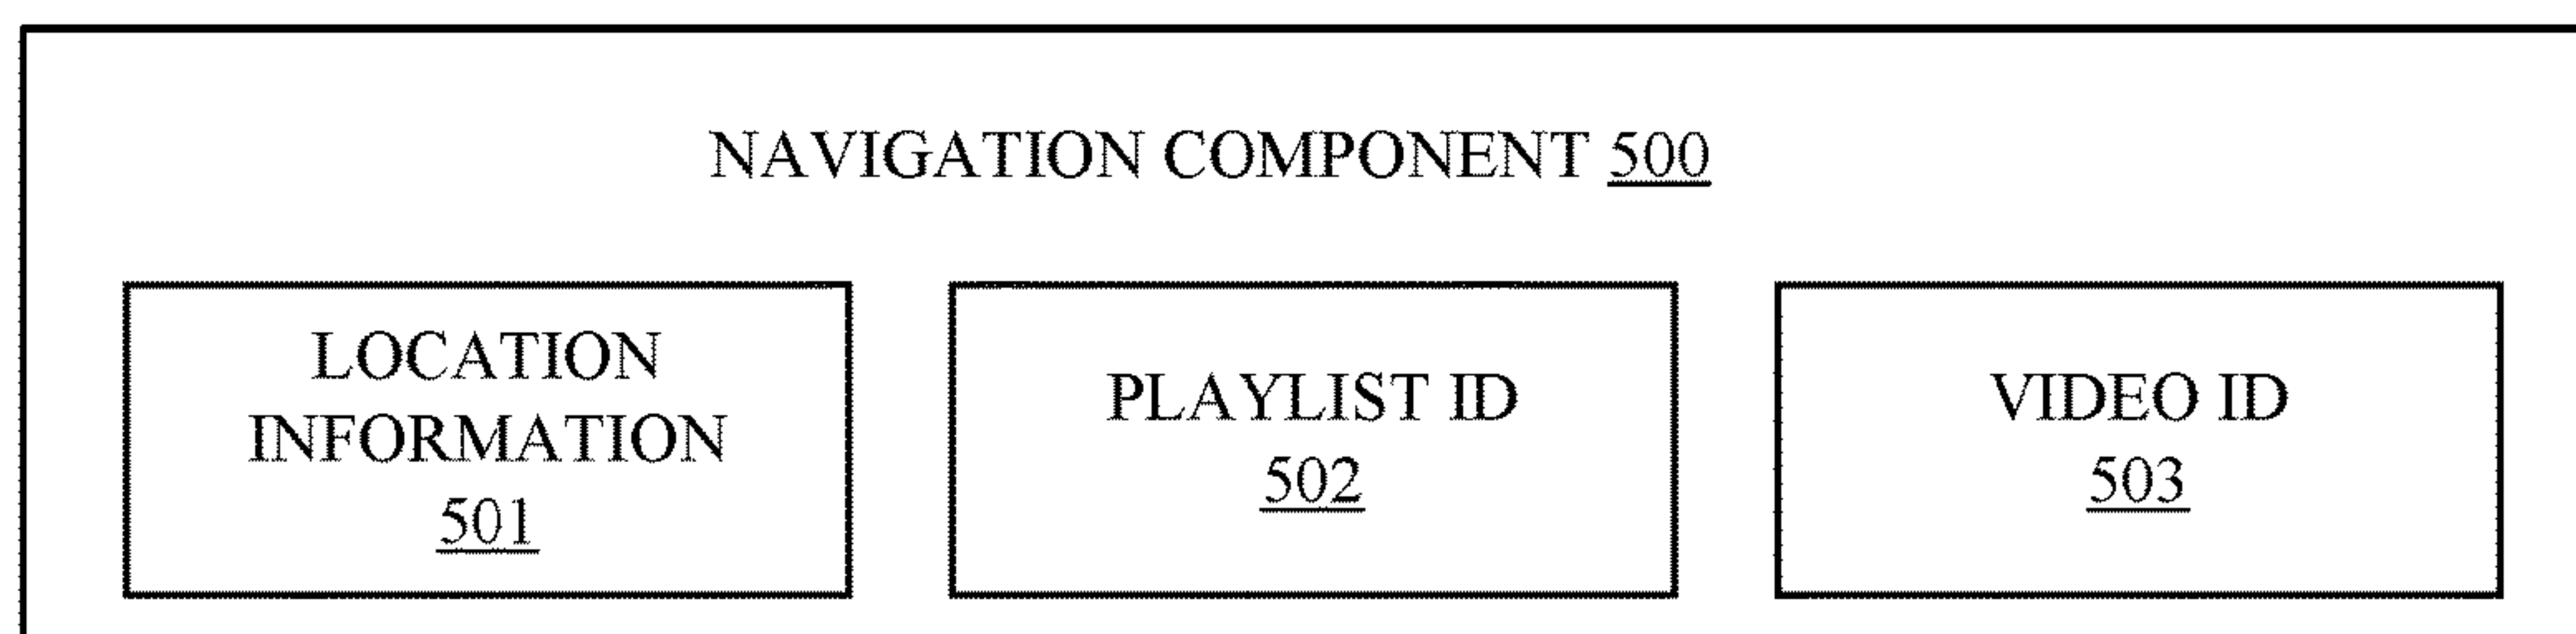 NAVIGATION COMPONENT 500
LOCATION
INFORMATION
501
PLAYLIST ID
502
VIDEO ID
503